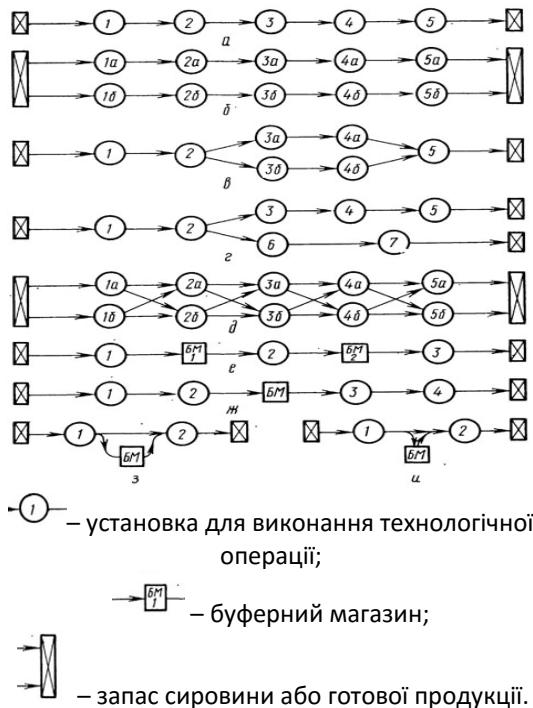 1 2 3 4 5
а
1а 2а 3а 4а 5а
1б 2б 3б 4б 5б
б
3а 4а
1 2 5
3б 4б
в
3 4 5
1 2
6 7
г
1а 2а 3а 4а 5а
1б 2б 3б 4б 5б
д
1 БМ 1 2 БМ 2 3
е
1 2 БМ 3 4
ж
1 2 1 2
БМ БМ
з и
1 – установка для виконання технологічної
операції;
БМ 1 – буферний магазин;
– запас сировини або готової продукції.